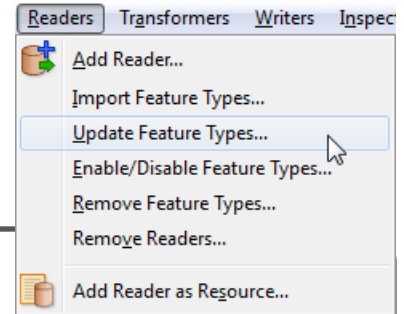 Readers Transformers Writers Inspec
Add Reader...
Import Feature Types...
Update Feature Types...
Enable/Disable Feature Types...
Remove Feature Types...
Remove Readers...
Add Reader as Resource...